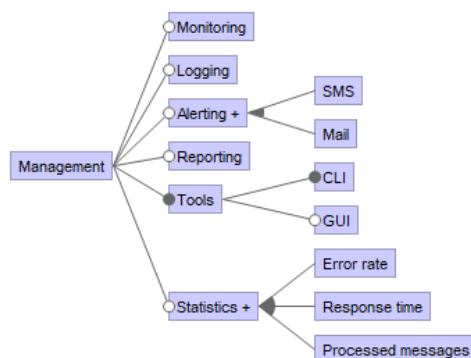 Monitoring
Logging
SMS
Alerting +
Mail
Management
Reporting
CLI
Tools
GUI
Error rate
Statistics +
Response time
Processed messages